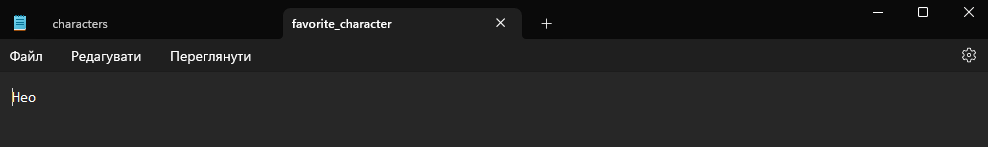 characters
favorite_character
Файл Редагувати Переглянути
Нео